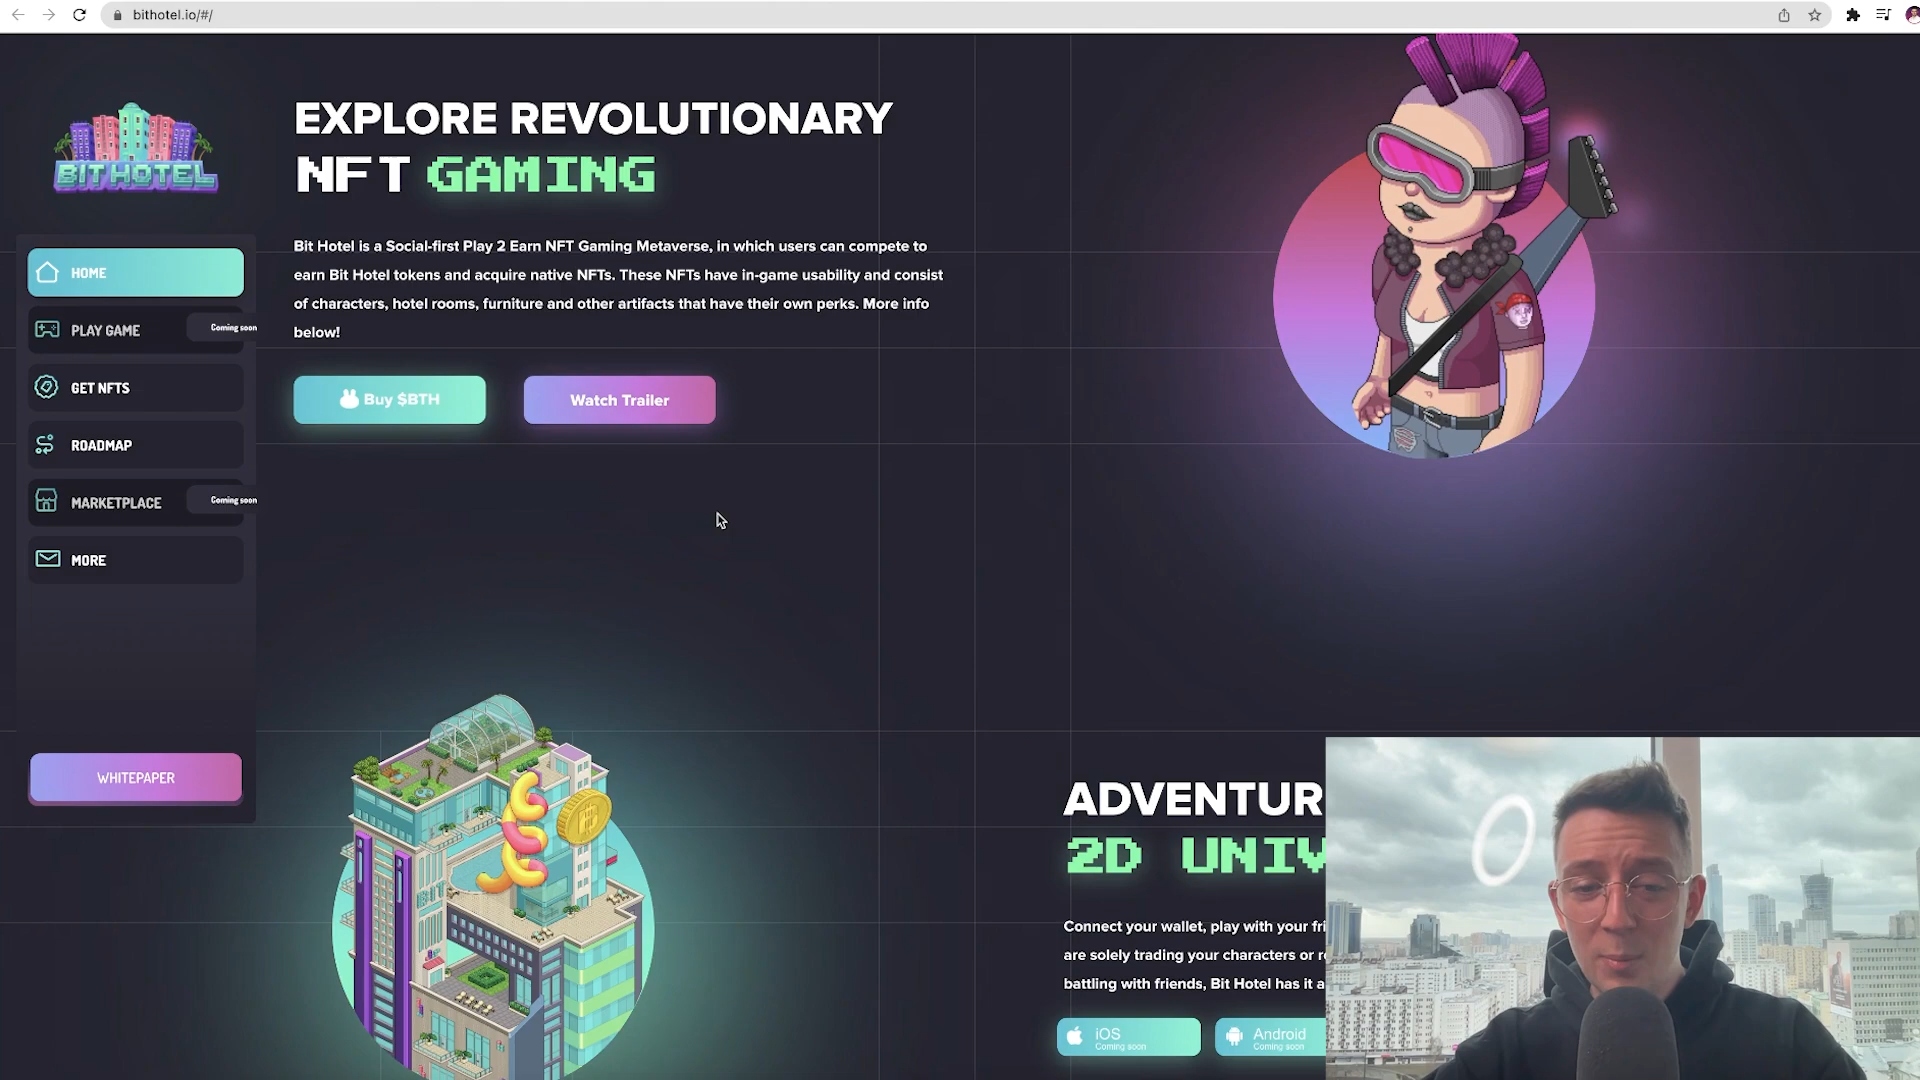 bithotel.io/#/
BIT HOTEL
HOME
PLAY GAME
Coming soon
GET NFTS
ROADMAP
MARKETPLACE
Coming soon
MORE
WHITEPAPER
EXPLORE REVOLUTIONARY
NFT GAMING
Bit Hotel is a Social-first Play 2 Earn NFT Gaming Metaverse, in which users can compete to
earn Bit Hotel tokens and acquire native NFTs. These NFTs have in-game usability and consist
of characters, hotel rooms, furniture and other artifacts that have their own perks. More info
below!
Buy $BTH
Watch Trailer
ADVENTUR
2D UNIV
Connect your wallet, play with your fri
are solely trading your characters or r
battling with friends, Bit Hotel has it a
iOS
Coming soon
Android
Coming soon